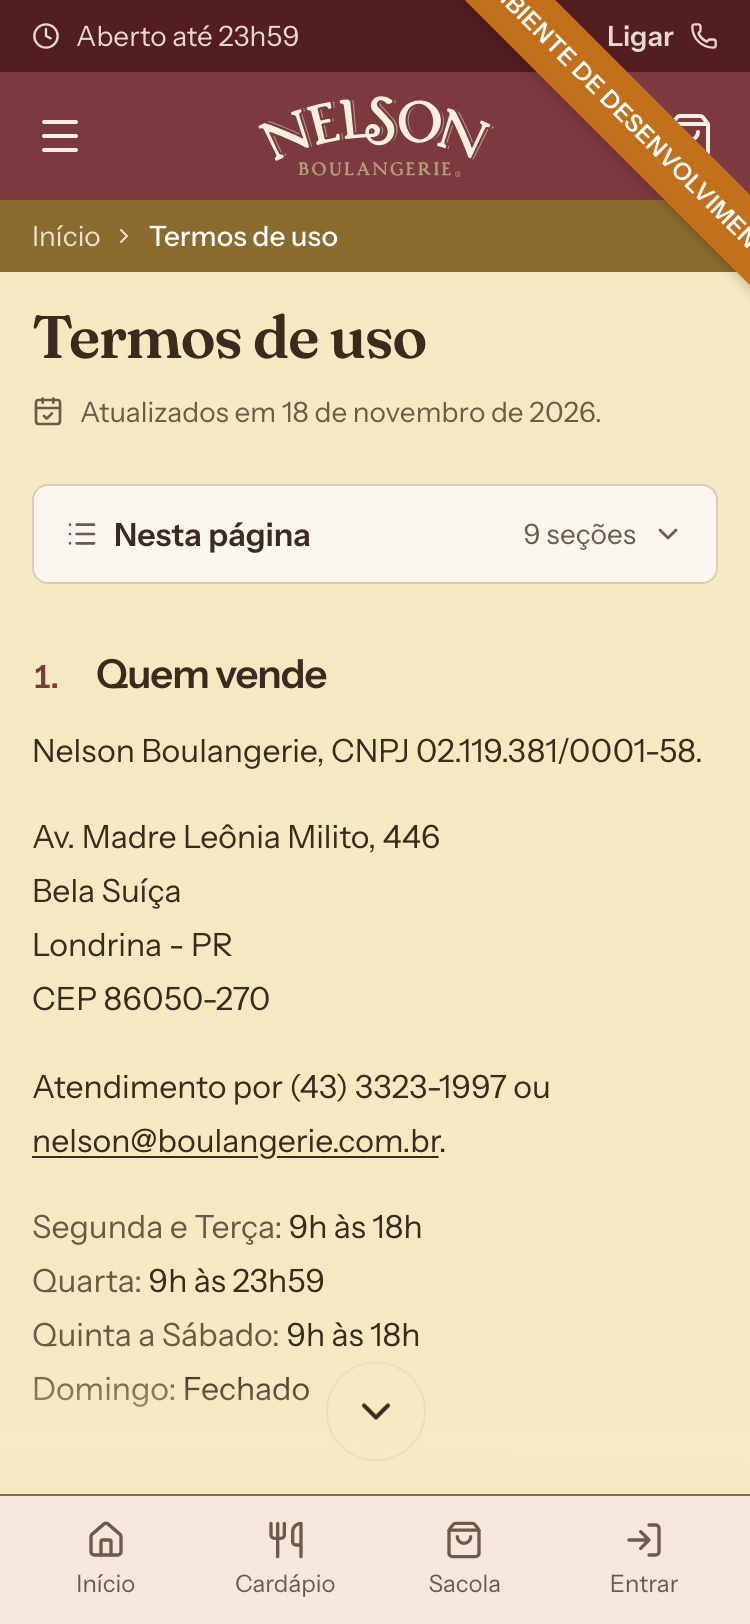 Aberto até 23h59
Ligar
BIENTE DE DESENVOLVIMEN
NELSON
BOULANGERIE
Início > Termos de uso
Termos de uso
Atualizados em 18 de novembro de 2026.
Nesta página 9 seções
1. Quem vende
Nelson Boulangerie, CNPJ 02.119.381/0001-58.
Av. Madre Leônia Milito, 446
Bela Suíça
Londrina - PR
CEP 86050-270
Atendimento por (43) 3323-1997 ou
nelson@boulangerie.com.br.
Segunda e Terça: 9h às 18h
Quarta: 9h às 23h59
Quinta a Sábado: 9h às 18h
Domingo: Fechado
Início Cardápio Sacola Entrar